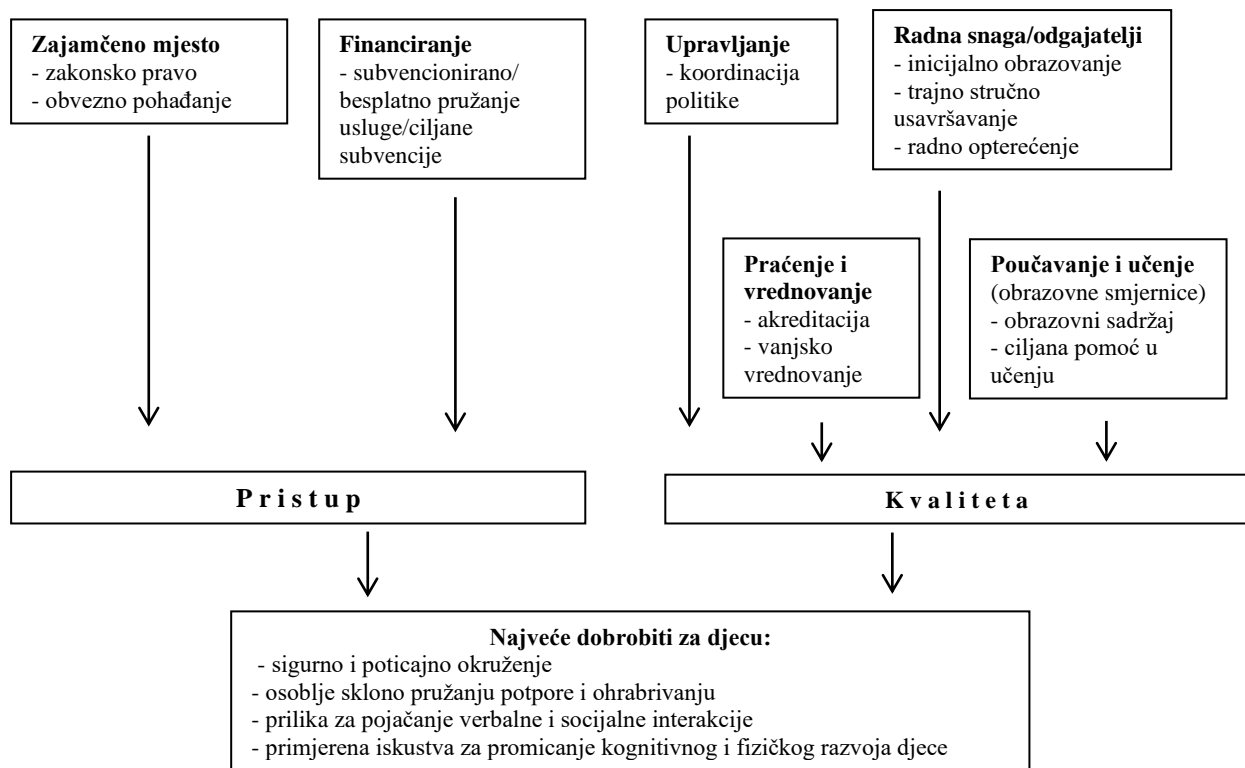 Zajamčeno mjesto
- zakonsko pravo
- obvezno pohađanje
Financiranje
- subvencionirano/
besplatno pružanje
usluge/ciljane
subvencije
Upravljanje
- koordinacija
politike
Radna snaga/odgajatelji
- inicijalno obrazovanje
- trajno stručno
usavršavanje
- radno opterećenje
Praćenje i
vrednovanje
- akreditacija
- vanjsko
vrednovanje
Poučavanje i učenje
(obrazovne smjernice)
- obrazovni sadržaj
- ciljana pomoć u
učenju
P r i s t u p
K v a l i t e t a
Najveće dobrobiti za djecu:
- sigurno i poticajno okruženje
- osoblje sklono pružanju potpore i ohrabrivanju
- prilika za pojačanje verbalne i socijalne interakcije
- primjerena iskustva za promicanje kognitivnog i fizičkog razvoja djece